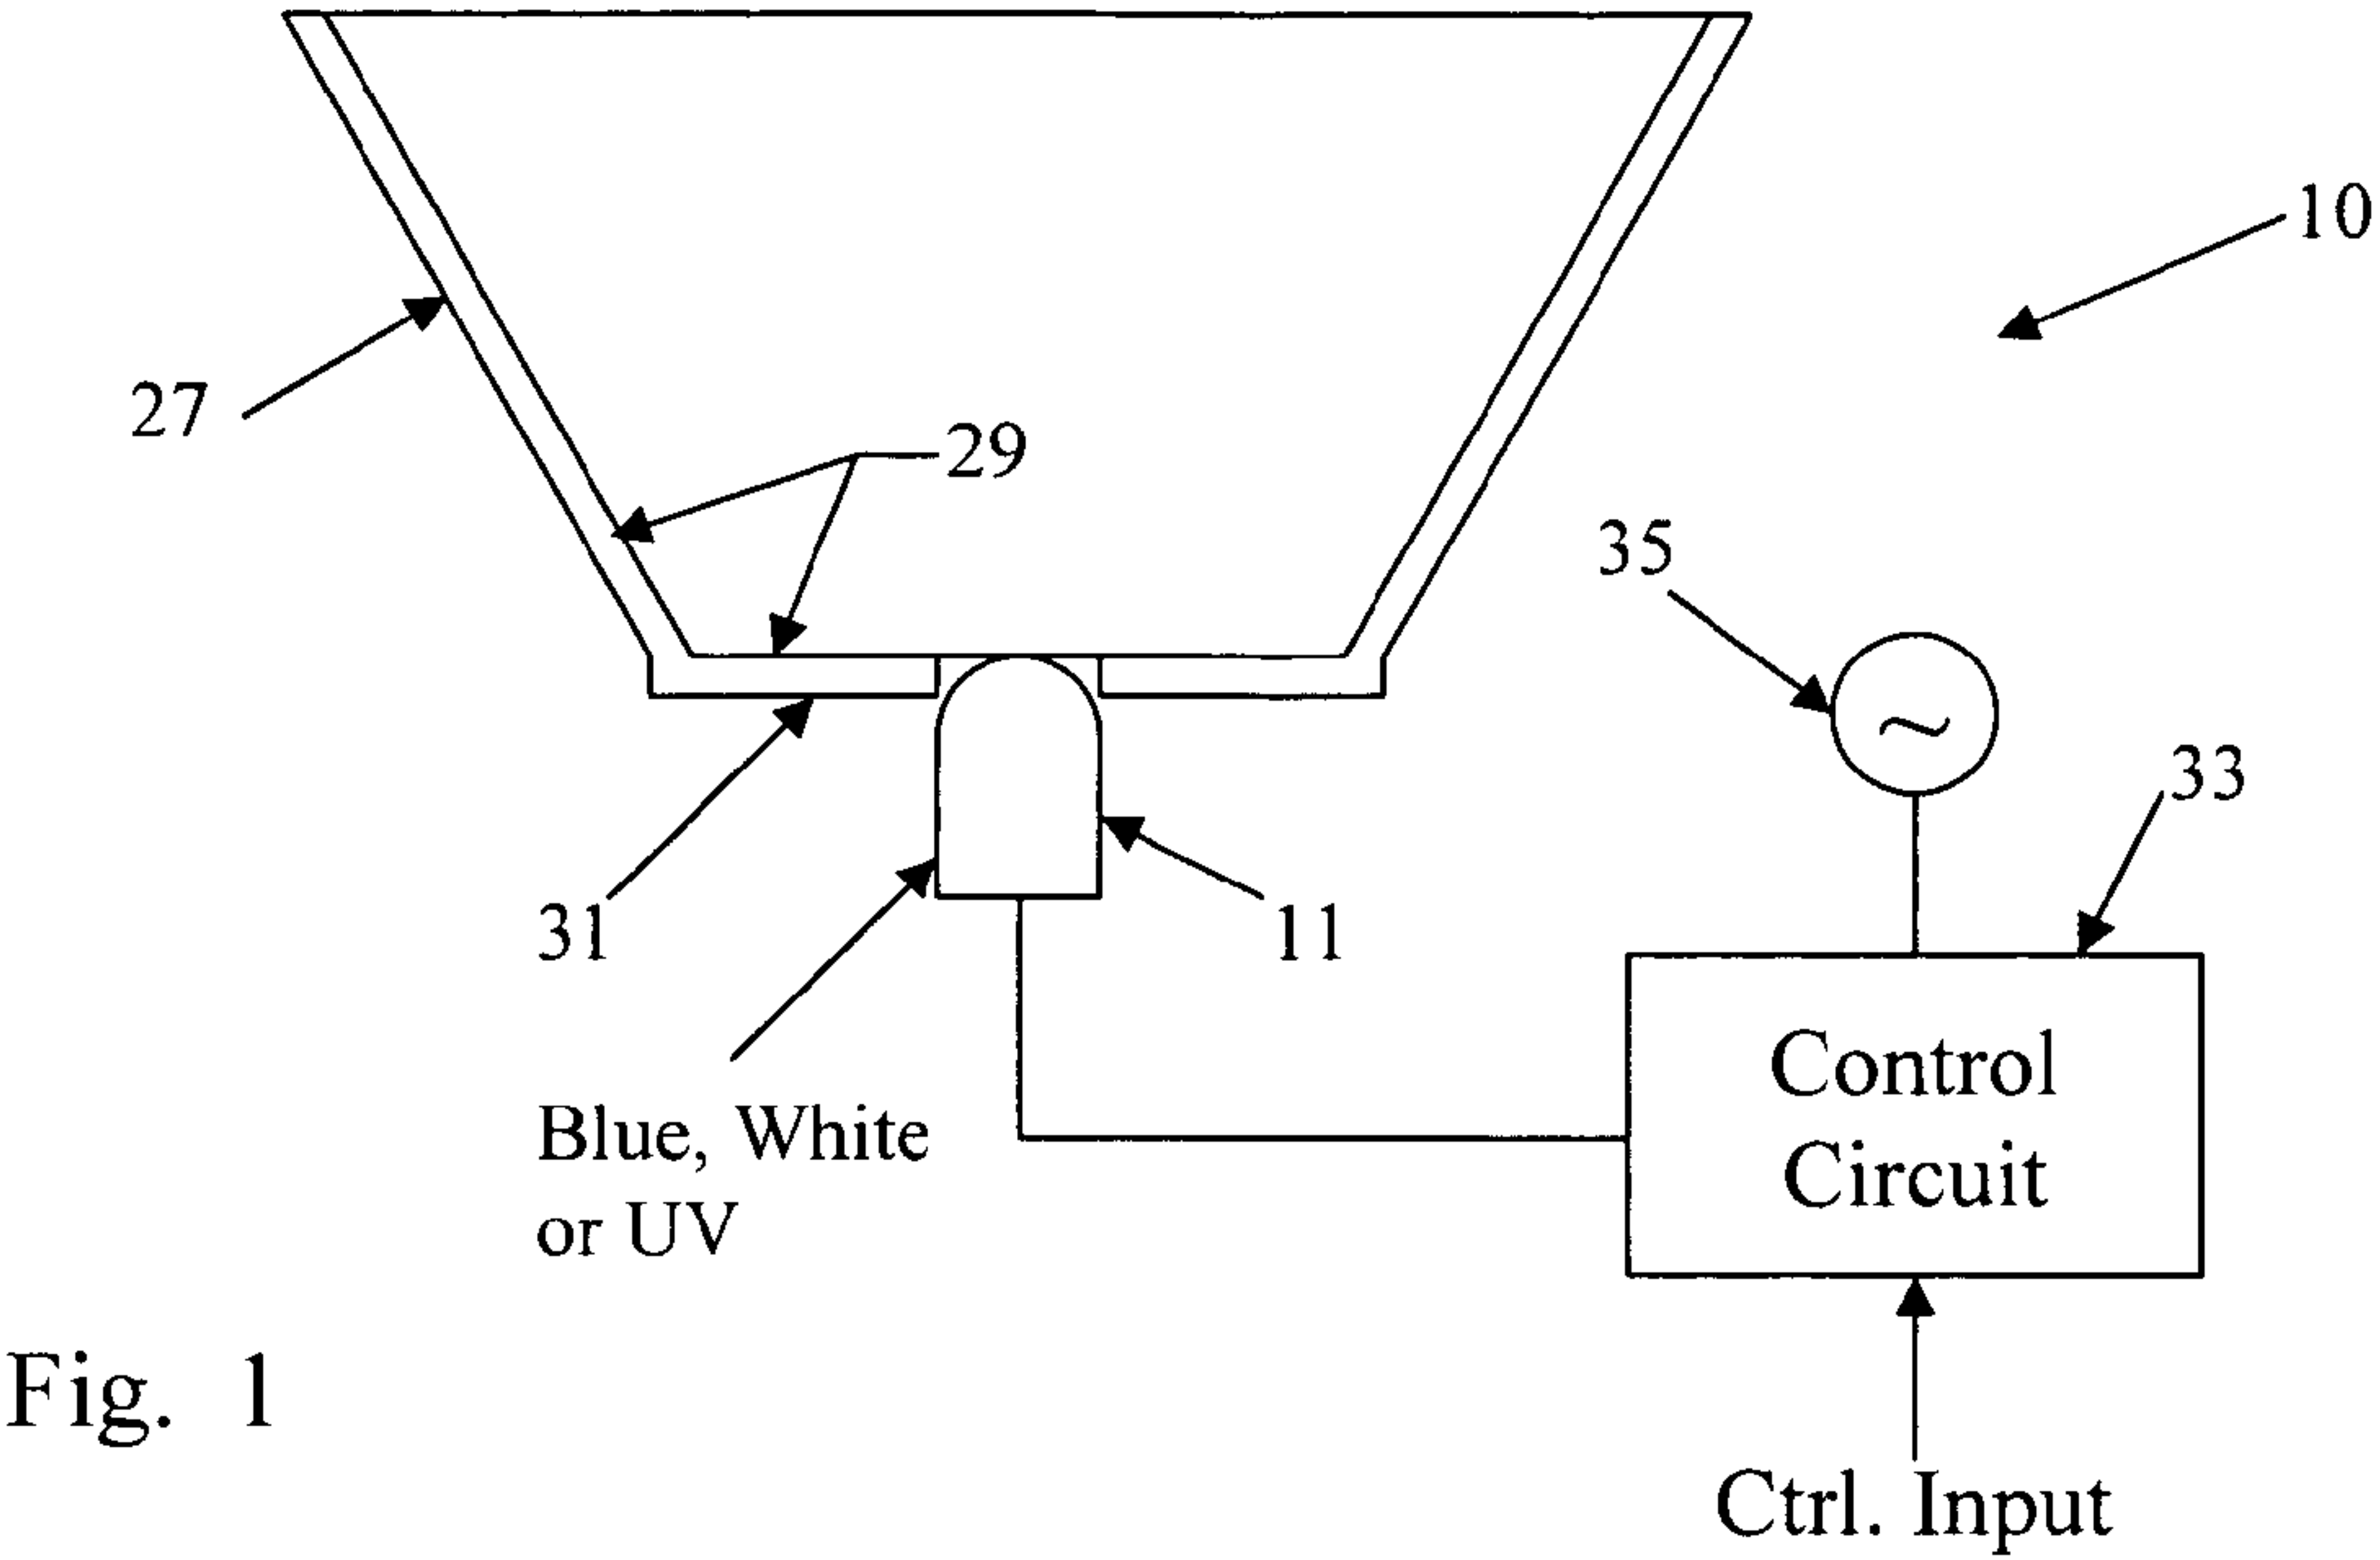 10
27
29
35
~
33
31
11
Control
Circuit
Blue, White
or UV
Fig. 1
Ctrl. Input